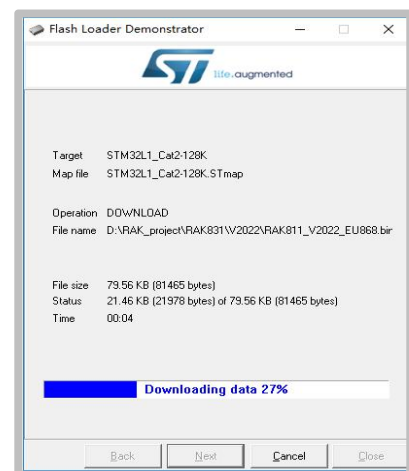 Flash Loader Demonstrator
ST life.augmented
Target STM32L1_Cat2-128K
Map file STM32L1_Cat2-128K.STmap
Operation DOWNLOAD
File name D:\RAK_project\RAK831\V2022\RAK811_V2022_EU868.bin
File size 79.56 KB (81465 bytes)
Status 21.46 KB (21978 bytes) of 79.56 KB (81465 bytes)
Time 00:04
Downloading data 27%
Back Next Cancel Close